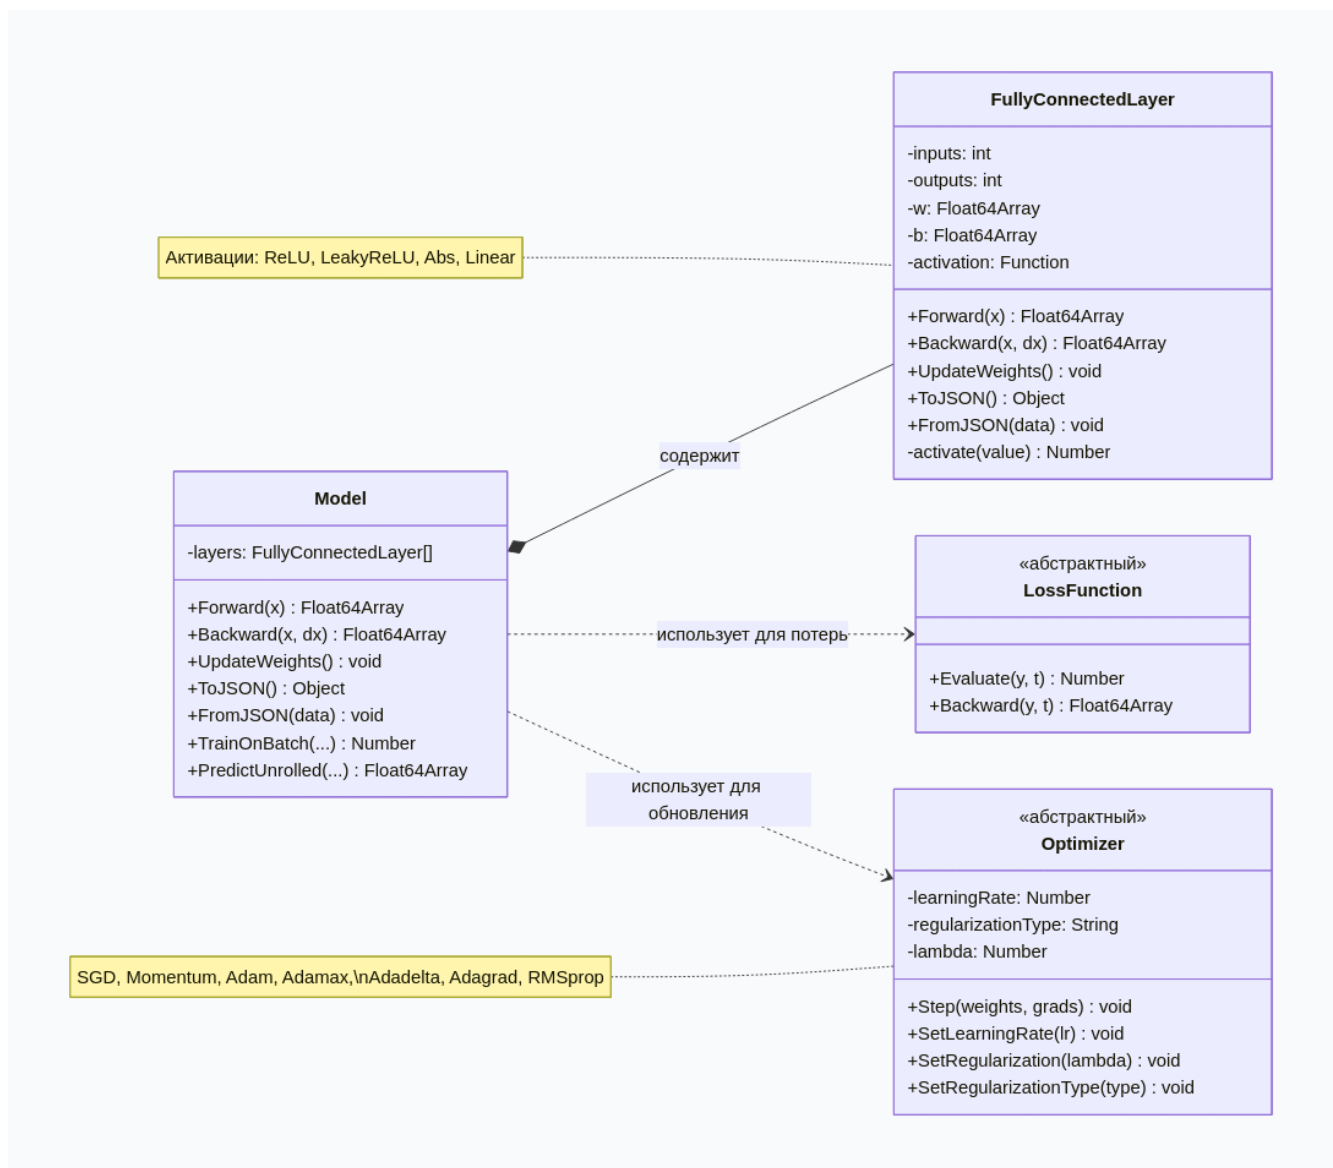 FullyConnectedLayer
-inputs: int
-outputs: int
-w: Float64Array
-b: Float64Array
-activation: Function
+Forward(x) : Float64Array
+Backward(x, dx) : Float64Array
+UpdateWeights() : void
+ToJSON() : Object
+FromJSON(data) : void
-activate(value) : Number
Активации: ReLU, LeakyReLU, Abs, Linear
содержит
Model
-layers: FullyConnectedLayer[]
+Forward(x) : Float64Array
+Backward(x, dx) : Float64Array
+UpdateWeights() : void
+ToJSON() : Object
+FromJSON(data) : void
+TrainOnBatch(...) : Number
+PredictUnrolled(...) : Float64Array
использует для потерь
«абстрактный»
LossFunction
+Evaluate(y, t) : Number
+Backward(y, t) : Float64Array
использует для
обновления
«абстрактный»
Optimizer
-learningRate: Number
-regularizationType: String
-lambda: Number
+Step(weights, grads) : void
+SetLearningRate(lr) : void
+SetRegularization(lambda) : void
+SetRegularizationType(type) : void
SGD, Momentum, Adam, Adamax,\nAdadelta, Adagrad, RMSprop